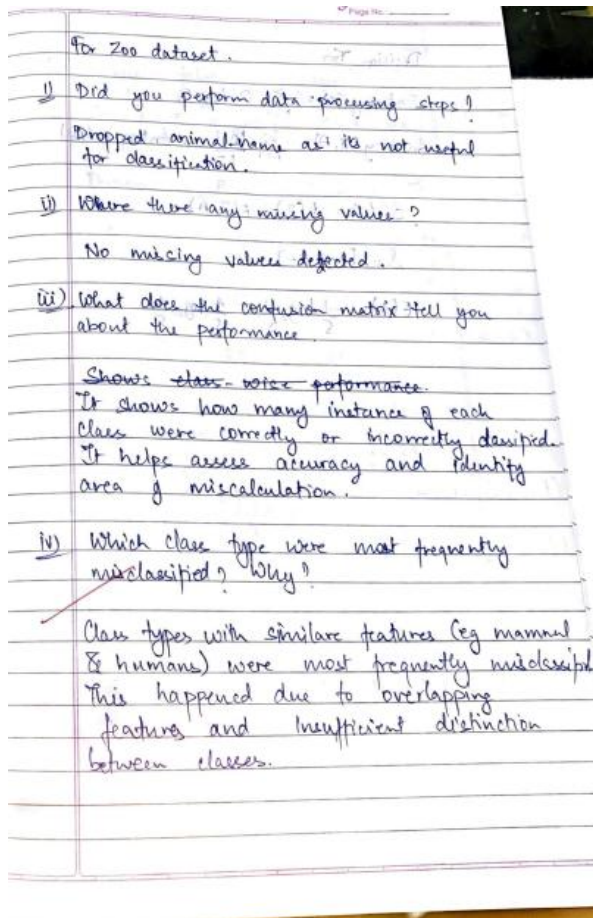 Page No.
For Zoo dataset.
i) Did you perform data processing steps?
Dropped animal-name as its not useful
for classification.
ii) Where there any missing values?
No missing values detected.
iii) What does the confusion matrix tell you
about the performance.
Shows class-wise performance.
It shows how many instance of each
class were correctly or incorrectly classified.
It helps assess accuracy and identify
area of miscalculation.
iv) Which class type were most frequently
misclassified? Why?
Class types with similare features (eg mammal
& humans) were most frequently misclassified
This happened due to overlapping
features and Insufficient distinction
between classes.